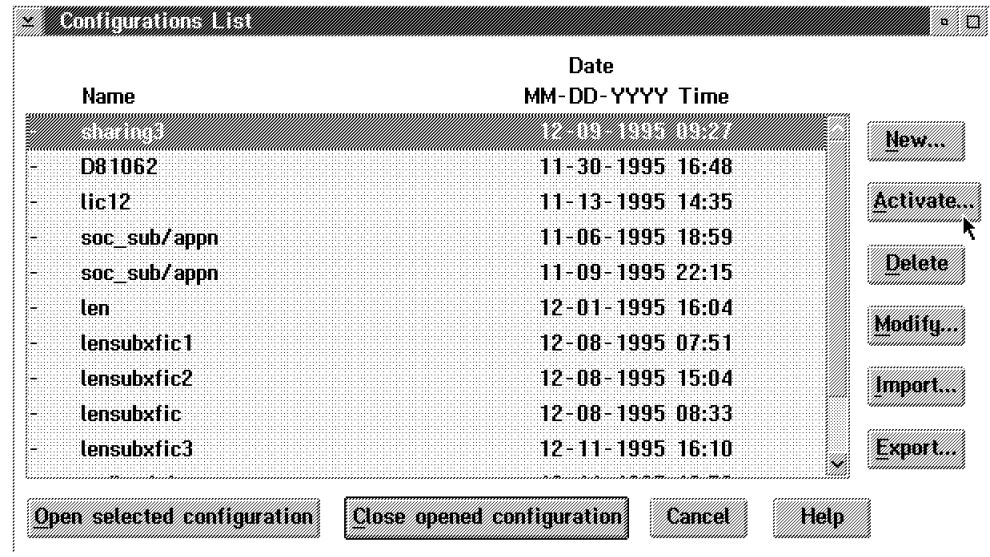 Configurations List
Date
Name MM-DD-YYYY Time
- sharing3 12-09-1995 09:27
- D81062 11-30-1995 16:48
- lic12 11-13-1995 14:35
- soc_sub/appn 11-06-1995 18:59
- soc_sub/appn 11-09-1995 22:15
- len 12-01-1995 16:04
- lensubxfic1 12-08-1995 07:51
- lensubxfic2 12-08-1995 15:04
- lensubxfic 12-08-1995 08:33
- lensubxfic3 12-11-1995 16:10
New...
Activate...
Delete
Modify...
Import...
Export...
Open selected configuration Close opened configuration Cancel Help